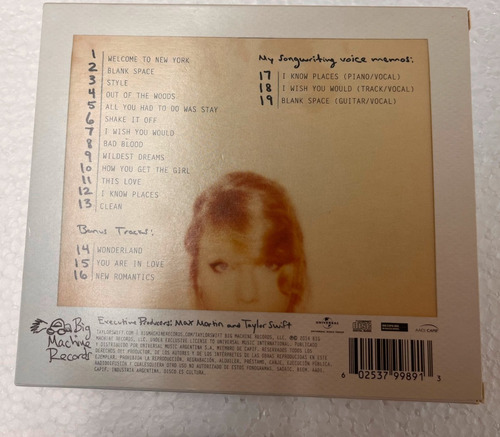 1 WELCOME TO NEW YORK
2 BLANK SPACE
3 STYLE
4 OUT OF THE WOODS
5 ALL YOU HAD TO DO WAS STAY
6 SHAKE IT OFF
7 I WISH YOU WOULD
8 BAD BLOOD
9 WILDEST DREAMS
10 HOW YOU GET THE GIRL
11 THIS LOVE
12 I KNOW PLACES
13 CLEAN
Bonus Tracks:
14 WONDERLAND
15 YOU ARE IN LOVE
16 NEW ROMANTICS
My songwriting voice memos:
17 I KNOW PLACES (PIANO/VOCAL)
18 I WISH YOU WOULD (TRACK/VOCAL)
19 BLANK SPACE (GUITAR/VOCAL)
Big
Machine
Records
Executive Producers: Max Martin and Taylor Swift
UNIVERSAL
6 02537 99891 3